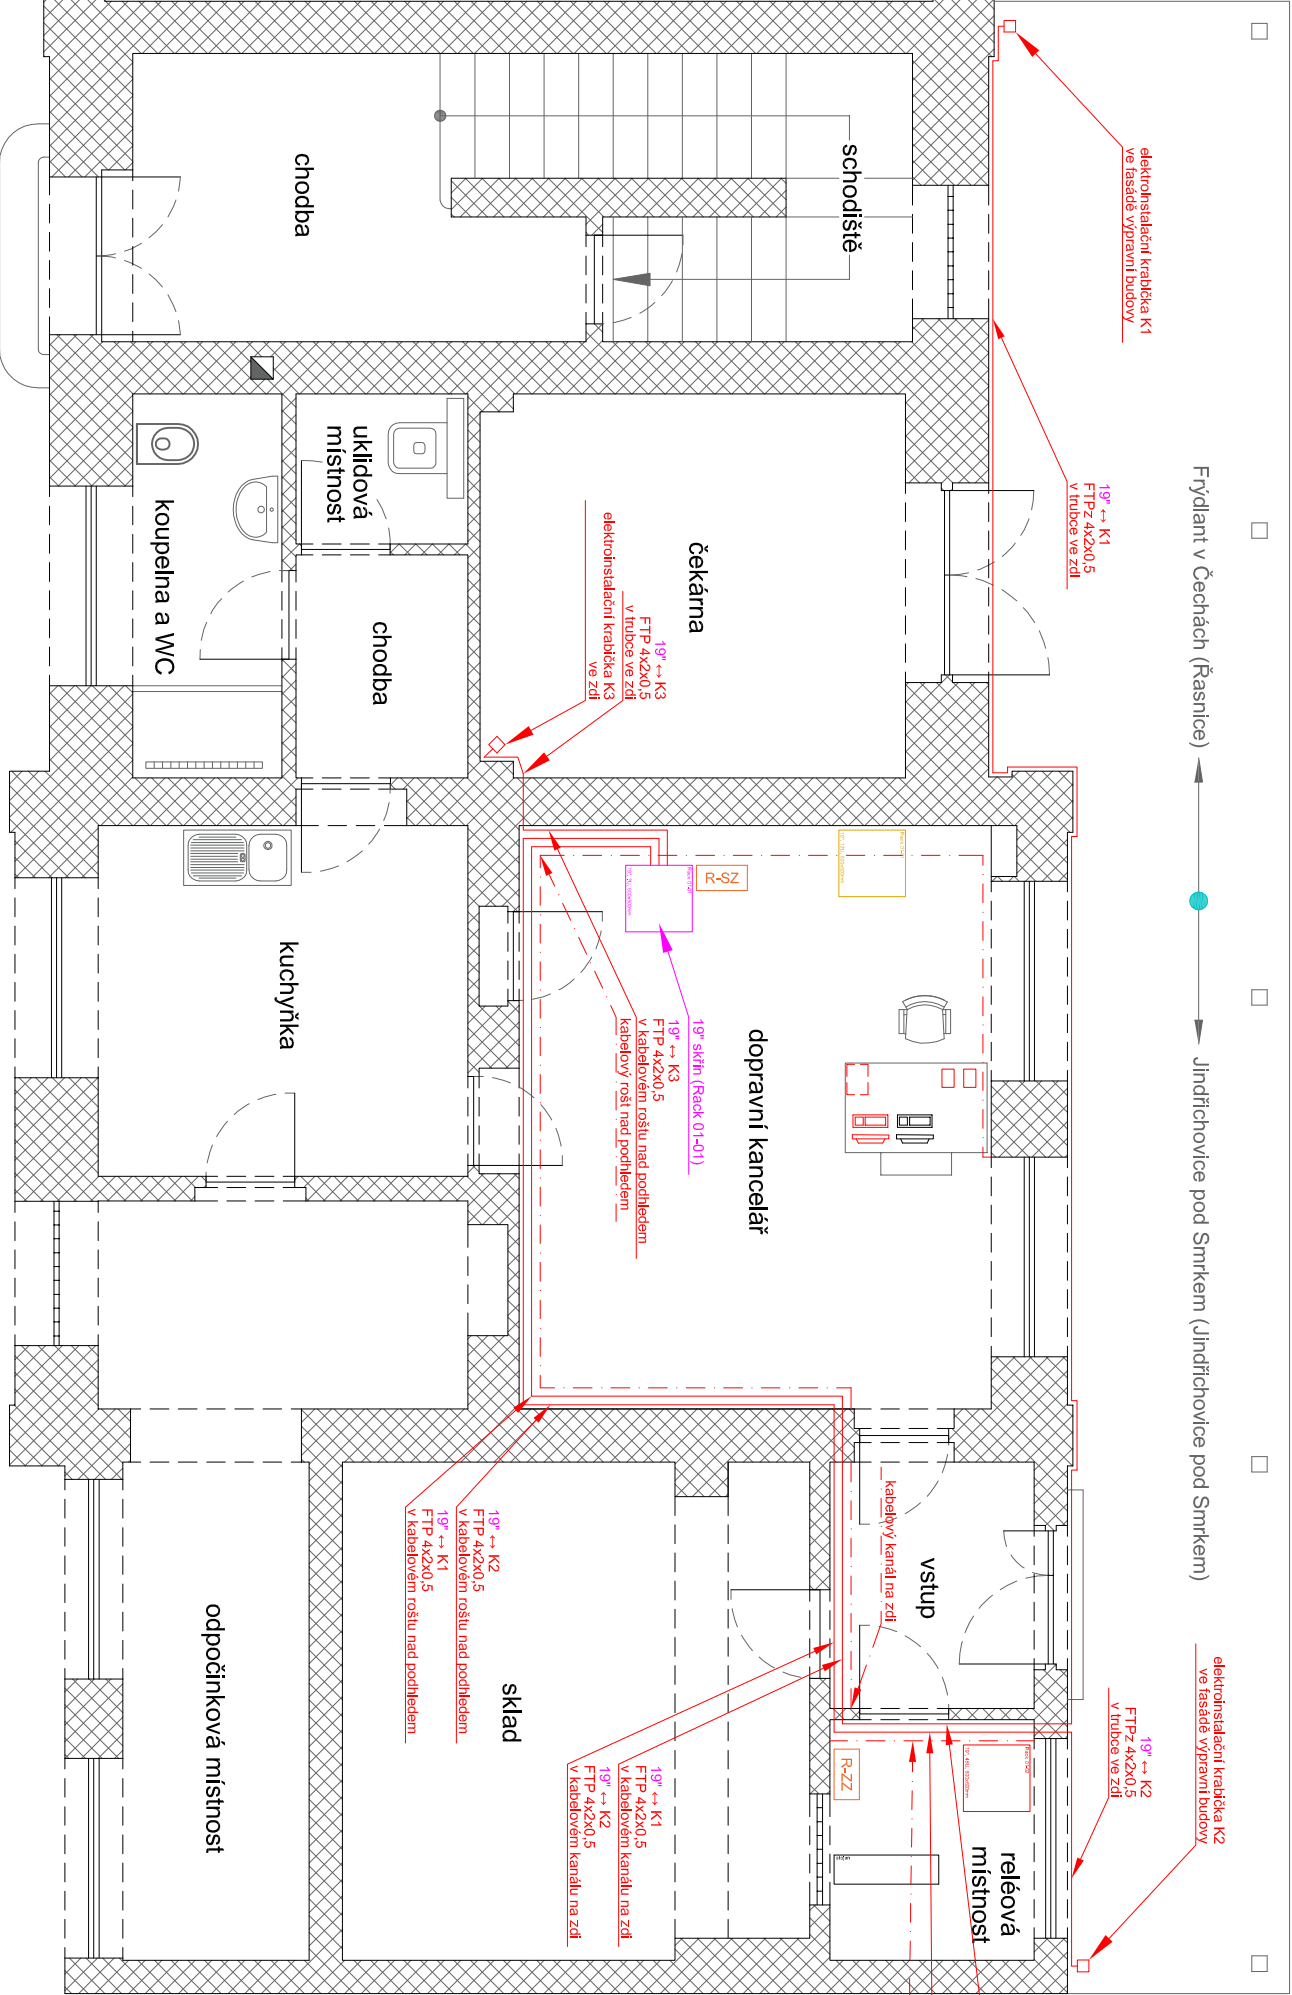 elektroinstalační krabička K1
ve fasádě výpravní budovy
19" ↔ K1
FTPz 4x2x0,5
v trubce ve zdi
Frýdlant v Čechách (Řasnice)
Jindřichovice pod Smrkem (Jindřichovice pod Smrkem)
elektroinstalační krabička K2
ve fasádě výpravní budovy
19" ↔ K2
FTPz 4x2x0,5
v trubce ve zdi
schodiště
chodba
čekárna
19" ↔ K3
FTP 4x2x0,5
v trubce ve zdi
elektroinstalační krabička K3
ve zdi
uklidová
místnost
koupelna a WC
chodba
R-SZ
dopravní kancelář
19" skříň (Rack 01-01)
19" ↔ K3
FTP 4x2x0,5
v kabelovém roštu nad podhledem
kabelový rošt nad podhledem
kuchyňka
vstup
kabelový kanál na zdi
reléová
místnost
R-ZZ
19" ↔ K2
FTP 4x2x0,5
v kabelovém roštu nad podhledem
19" ↔ K1
FTP 4x2x0,5
v kabelovém roštu nad podhledem
sklad
19" ↔ K1
FTP 4x2x0,5
v kabelovém kanálu na zdi
19" ↔ K2
FTP 4x2x0,5
v kabelovém kanálu na zdi
odpočinková místnost